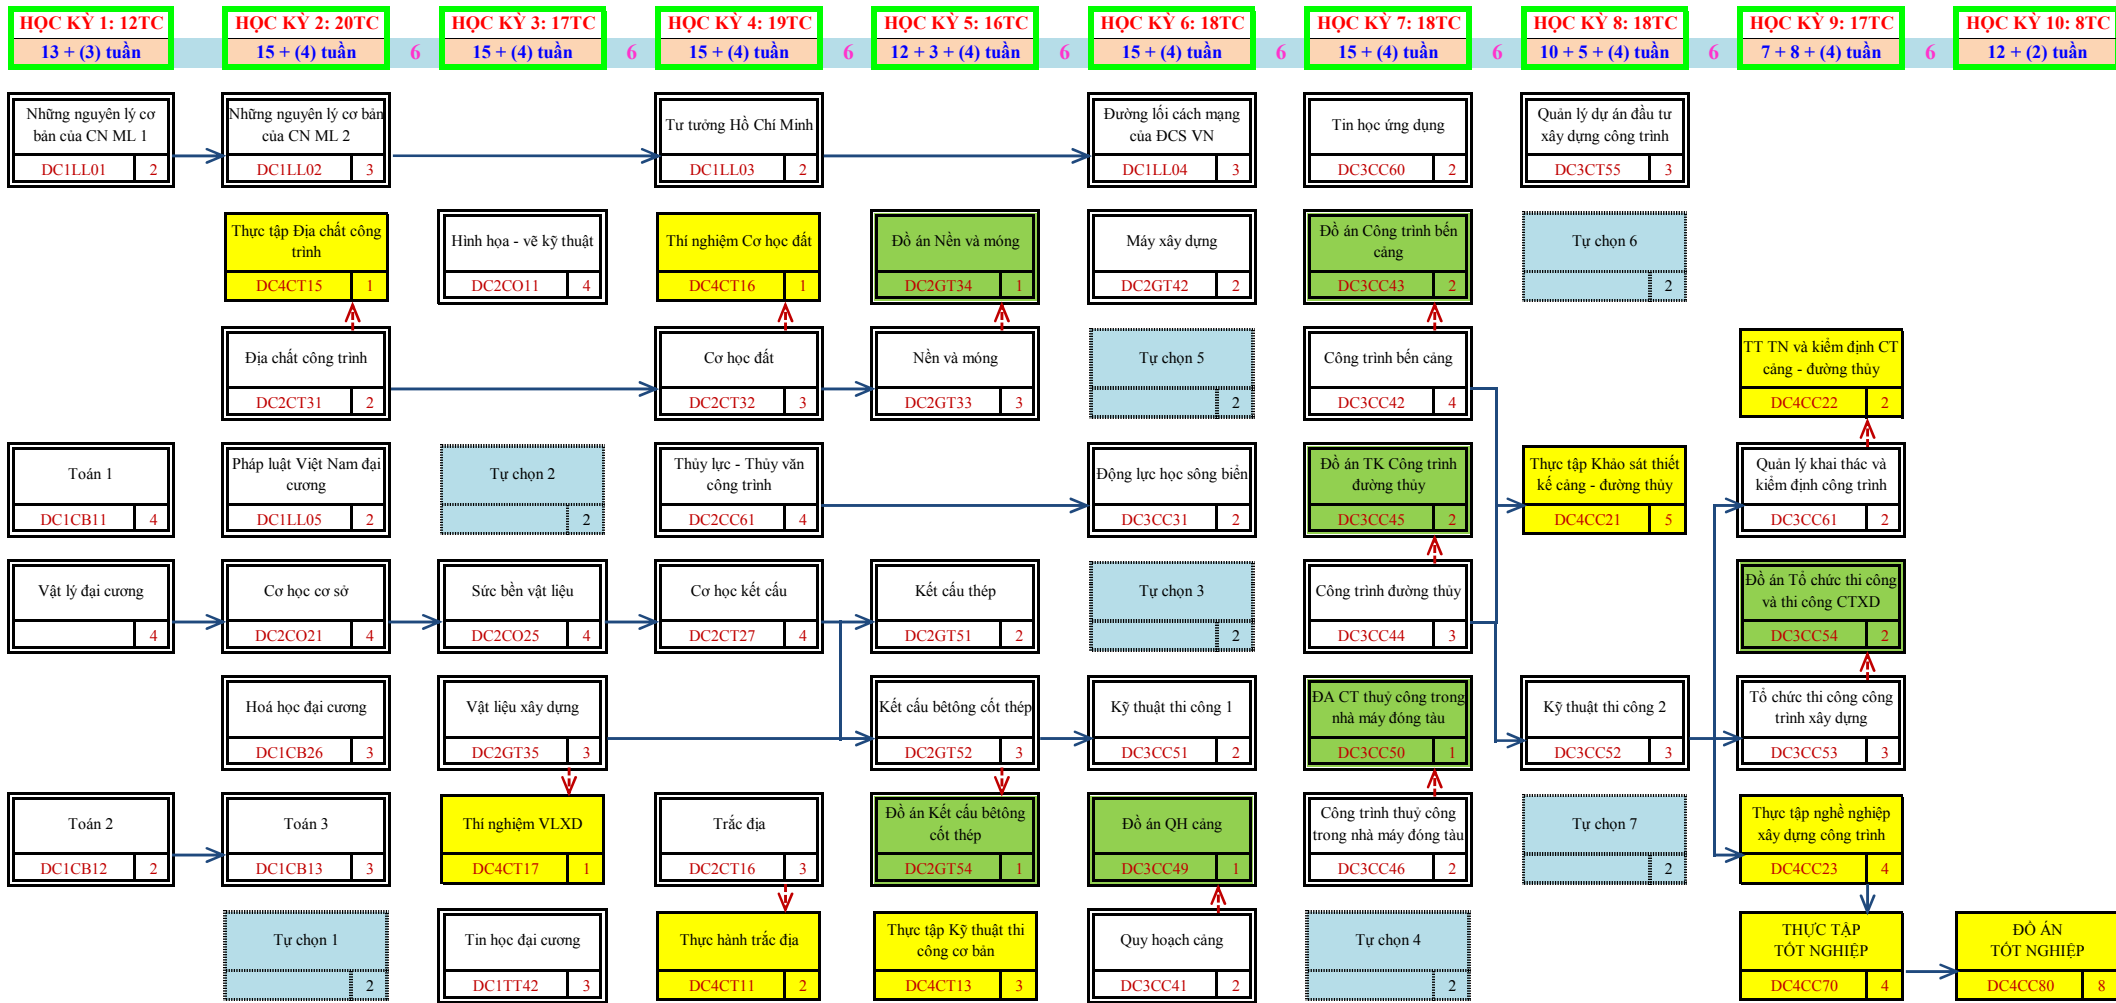 HỌC KỲ 1: 12TC
13 + (3) tuần
HỌC KỲ 2: 20TC
15 + (4) tuần
6
HỌC KỲ 3: 17TC
15 + (4) tuần
6
HỌC KỲ 4: 19TC
15 + (4) tuần
6
HỌC KỲ 5: 16TC
12 + 3 + (4) tuần
6
HỌC KỲ 6: 18TC
15 + (4) tuần
6
HỌC KỲ 7: 18TC
15 + (4) tuần
6
HỌC KỲ 8: 18TC
10 + 5 + (4) tuần
6
HỌC KỲ 9: 17TC
7 + 8 + (4) tuần
6
HỌC KỲ 10: 8TC
12 + (2) tuần
Những nguyên lý cơ
bản của CN ML 1
DC1LL01 2
Những nguyên lý cơ bản
của CN ML 2
DC1LL02 3
Tư tưởng Hồ Chí Minh
DC1LL03 2
Đường lối cách mạng
của ĐCS VN
DC1LL04 3
Tin học ứng dụng
DC3CC60 2
Quản lý dự án đầu tư
xây dựng công trình
DC3CT55 3
Thực tập Địa chất công
trình
DC4CT15 1
Hình họa - vẽ kỹ thuật
DC2CO11 4
Thí nghiệm Cơ học đất
DC4CT16 1
Đồ án Nền và móng
DC2GT34 1
Máy xây dựng
DC2GT42 2
Đồ án Công trình bến
cảng
DC3CC43 2
Tự chọn 6
2
Địa chất công trình
DC2CT31 2
Cơ học đất
DC2CT32 3
Nền và móng
DC2GT33 3
Tự chọn 5
2
Công trình bến cảng
DC3CC42 4
TT TN và kiểm định CT
cảng - đường thủy
DC4CC22 2
Toán 1
DC1CB11 4
Pháp luật Việt Nam đại
cương
DC1LL05 2
Tự chọn 2
2
Thủy lực - Thủy văn
công trình
DC2CC61 4
Động lực học sông biển
DC3CC31 2
Đồ án TK Công trình
đường thủy
DC3CC45 2
Thực tập Khảo sát thiết
kế cảng - đường thủy
DC4CC21 5
Quản lý khai thác và
kiểm định công trình
DC3CC61 2
Vật lý đại cương
4
Cơ học cơ sở
DC2CO21 4
Sức bền vật liệu
DC2CO25 4
Cơ học kết cấu
DC2CT27 4
Kết cấu thép
DC2GT51 2
Tự chọn 3
2
Công trình đường thủy
DC3CC44 3
Đồ án Tổ chức thi công
và thi công CTXD
DC3CC54 2
Hoá học đại cương
DC1CB26 3
Vật liệu xây dựng
DC2GT35 3
Kết cấu bêtông cốt thép
DC2GT52 3
Kỹ thuật thi công 1
DC3CC51 2
ĐA CT thuỷ công trong
nhà máy đóng tàu
DC3CC50 1
Kỹ thuật thi công 2
DC3CC52 3
Tổ chức thi công công
trình xây dựng
DC3CC53 3
Toán 2
DC1CB12 2
Toán 3
DC1CB13 3
Thí nghiệm VLXD
DC4CT17 1
Trắc địa
DC2CT16 3
Đồ án Kết cấu bêtông
cốt thép
DC2GT54 1
Đồ án QH cảng
DC3CC49 1
Công trình thuỷ công
trong nhà máy đóng tàu
DC3CC46 2
Tự chọn 7
2
Thực tập nghề nghiệp
xây dựng công trình
DC4CC23 4
Tự chọn 1
2
Tin học đại cương
DC1TT42 3
Thực hành trắc địa
DC4CT11 2
Thực tập Kỹ thuật thi
công cơ bản
DC4CT13 3
Quy hoạch cảng
DC3CC41 2
Tự chọn 4
2
THỰC TẬP
TỐT NGHIỆP
DC4CC70 4
ĐỒ ÁN
TỐT NGHIỆP
DC4CC80 8